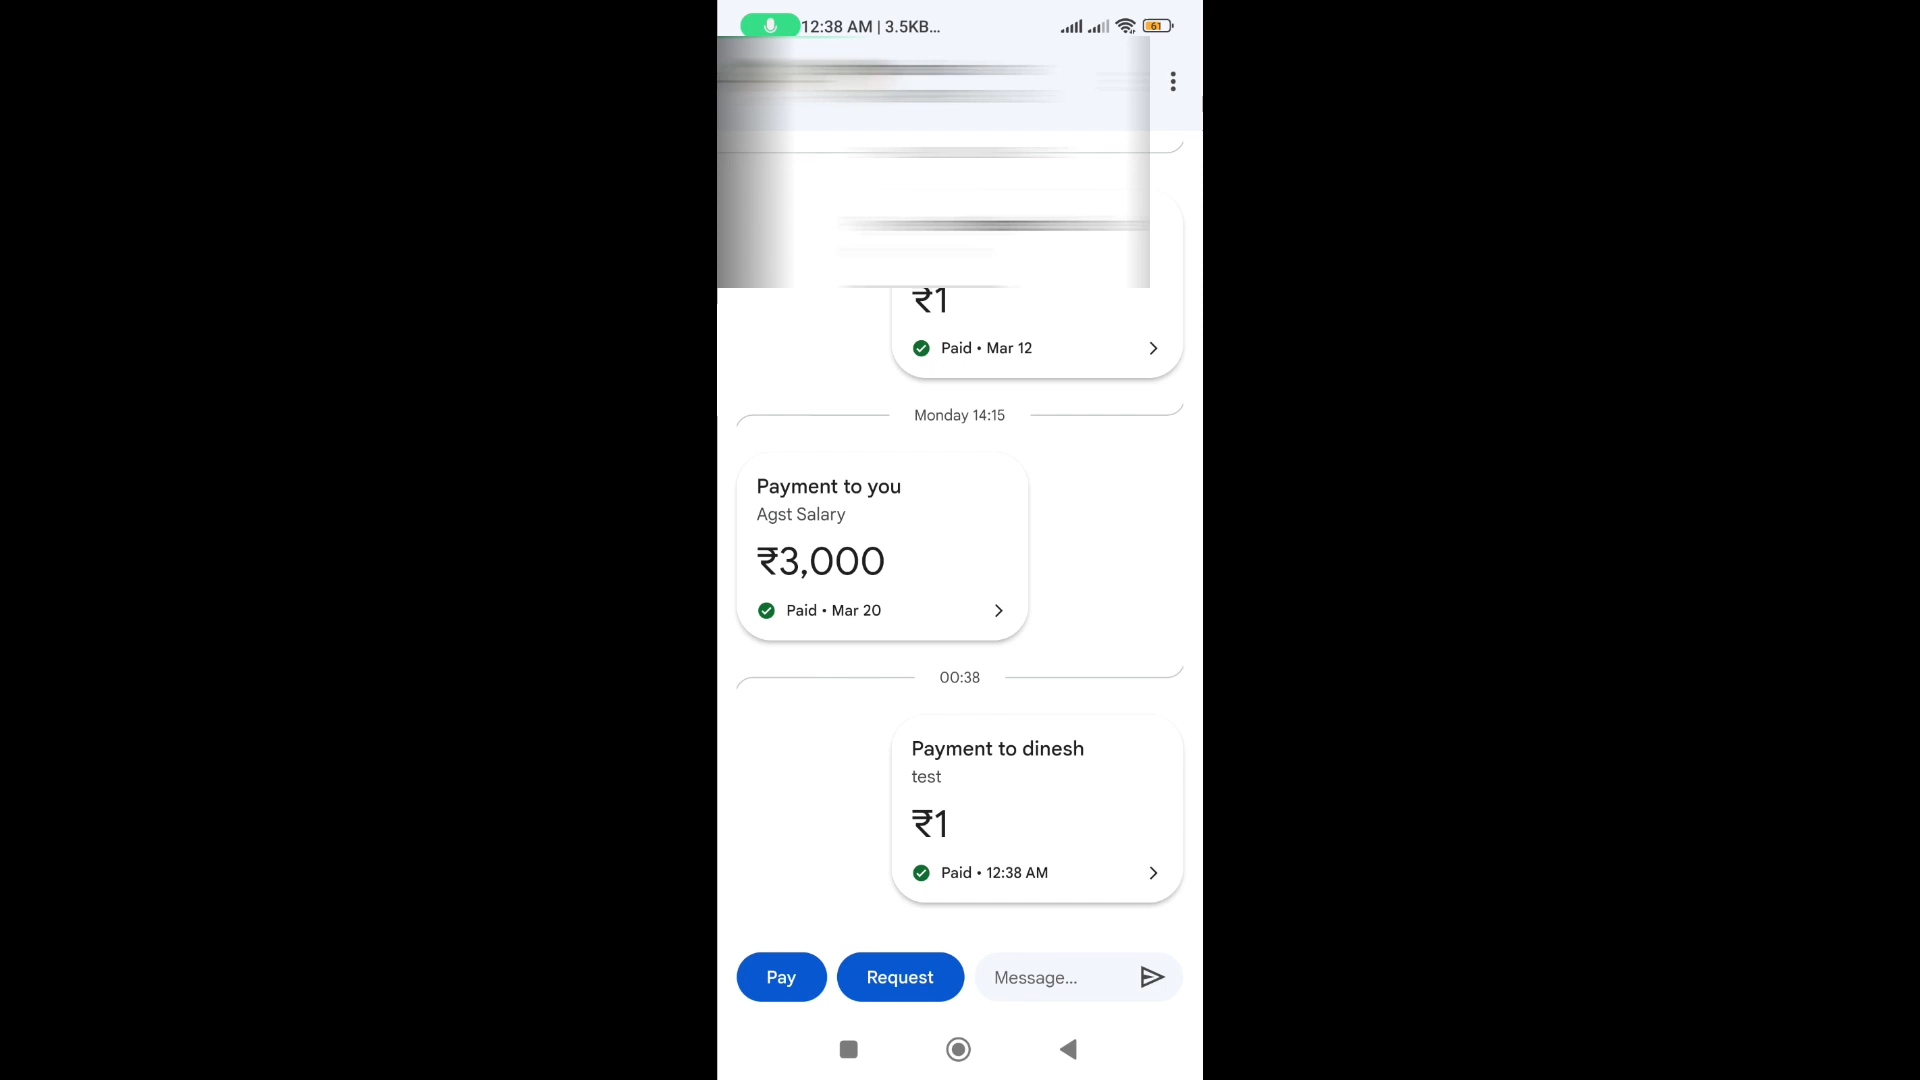 12:38 AM | 3.5KB...
61
₹1
Paid • Mar 12
Monday 14:15
Payment to you
Agst Salary
₹3,000
Paid • Mar 20
00:38
Payment to dinesh
test
₹1
Paid • 12:38 AM
Pay
Request
Message...